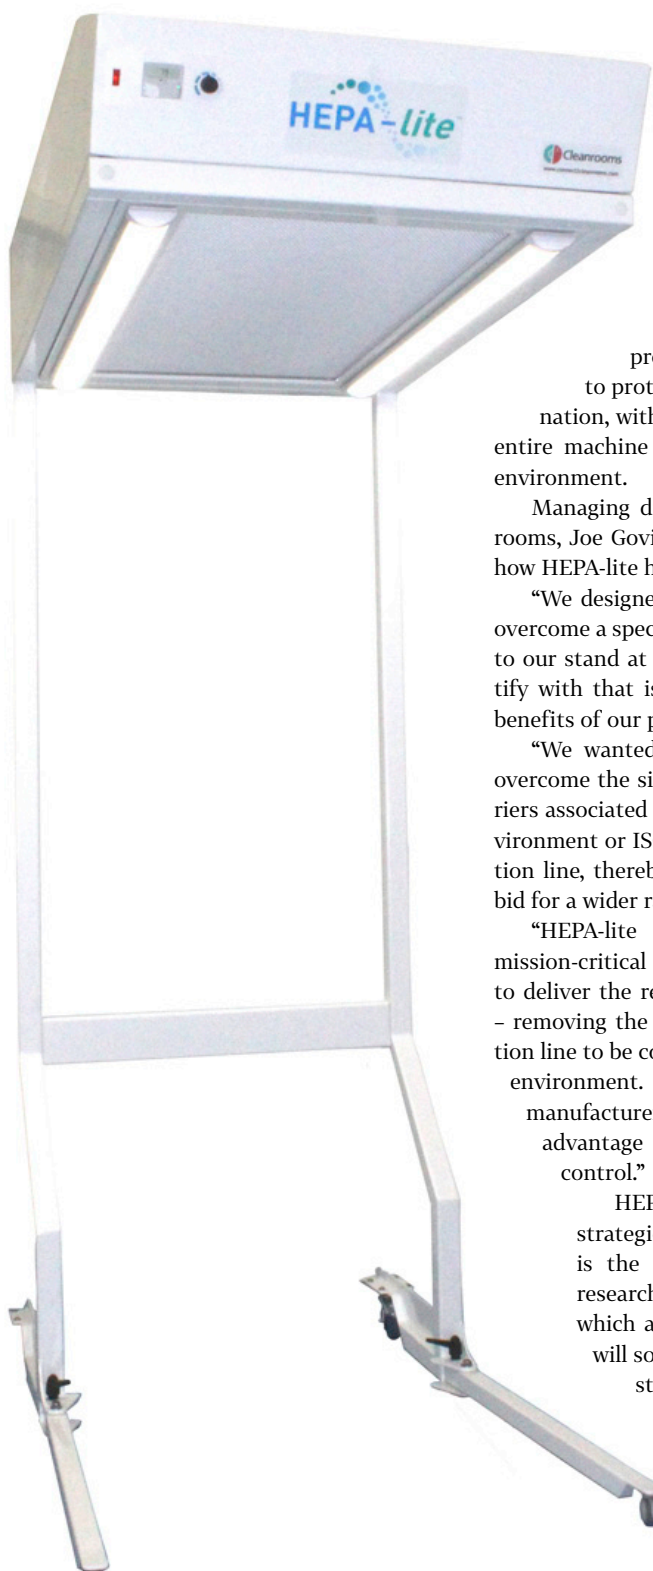 HEPA-lite
Cleanrooms
to prot
nation, with
entire machine
environment.
Managing d
rooms, Joe Govi
how HEPA-lite h
“We designe
overcome a spec
to our stand at
tify with that is
benefits of our p
“We wanted
overcome the si
riers associated
vironment or IS
tion line, thereb
bid for a wider r
“HEPA-lite
mission-critical
to deliver the re
– removing the
tion line to be co
environment.
manufacture
advantage
control.”
HEP
strategi
is the
research
which a
will so
st